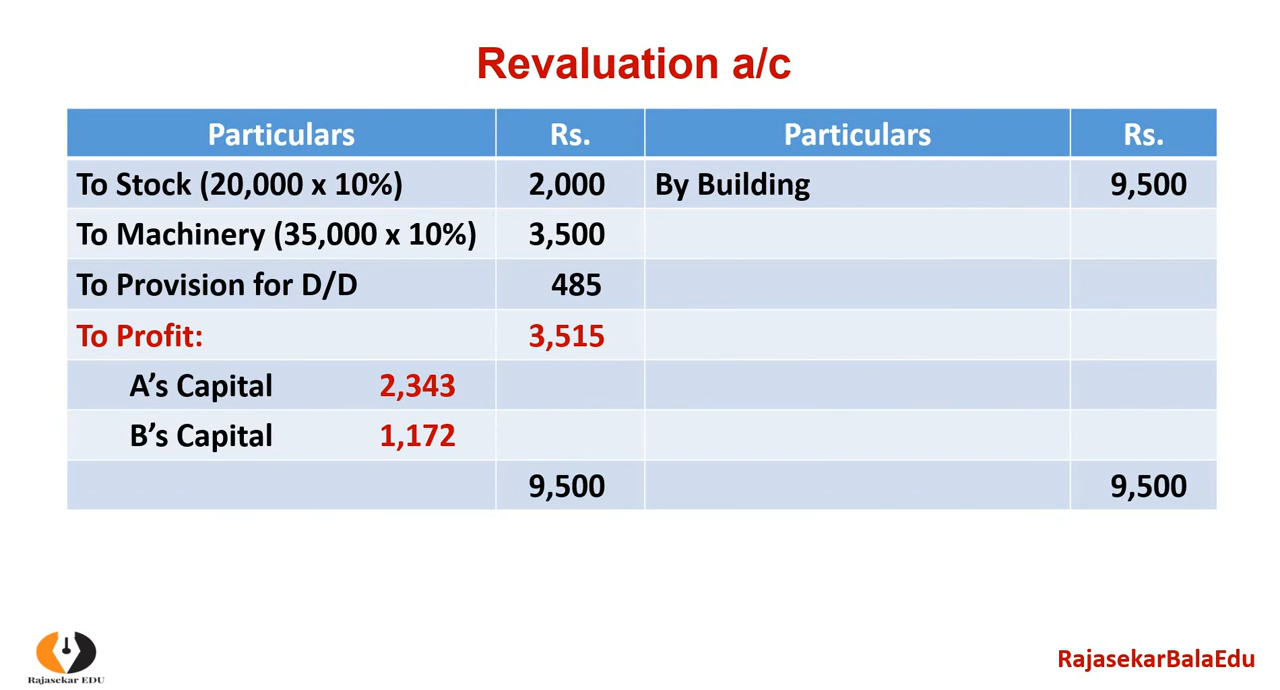 Revaluation a/c
Particulars Rs. Particulars Rs.
To Stock (20,000 x 10%) 2,000 By Building 9,500
To Machinery (35,000 x 10%) 3,500
To Provision for D/D 485
To Profit: 3,515
A’s Capital 2,343
B’s Capital 1,172
9,500 9,500
Rajasekar EDU
RajasekarBalaEdu